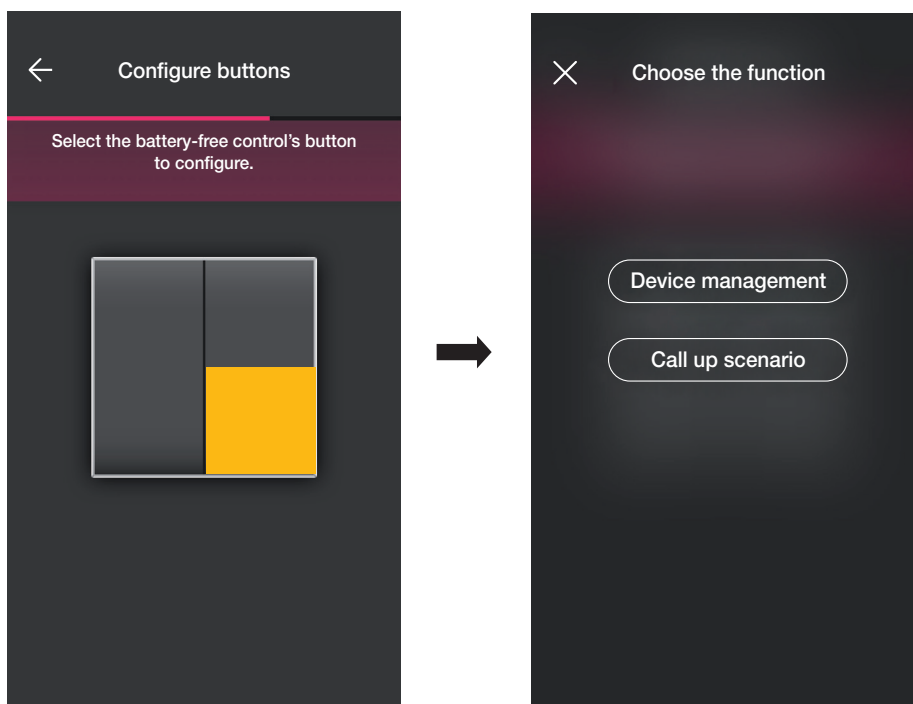 Configure buttons
Select the battery-free control's button
to configure.
Choose the function
Device management
Call up scenario